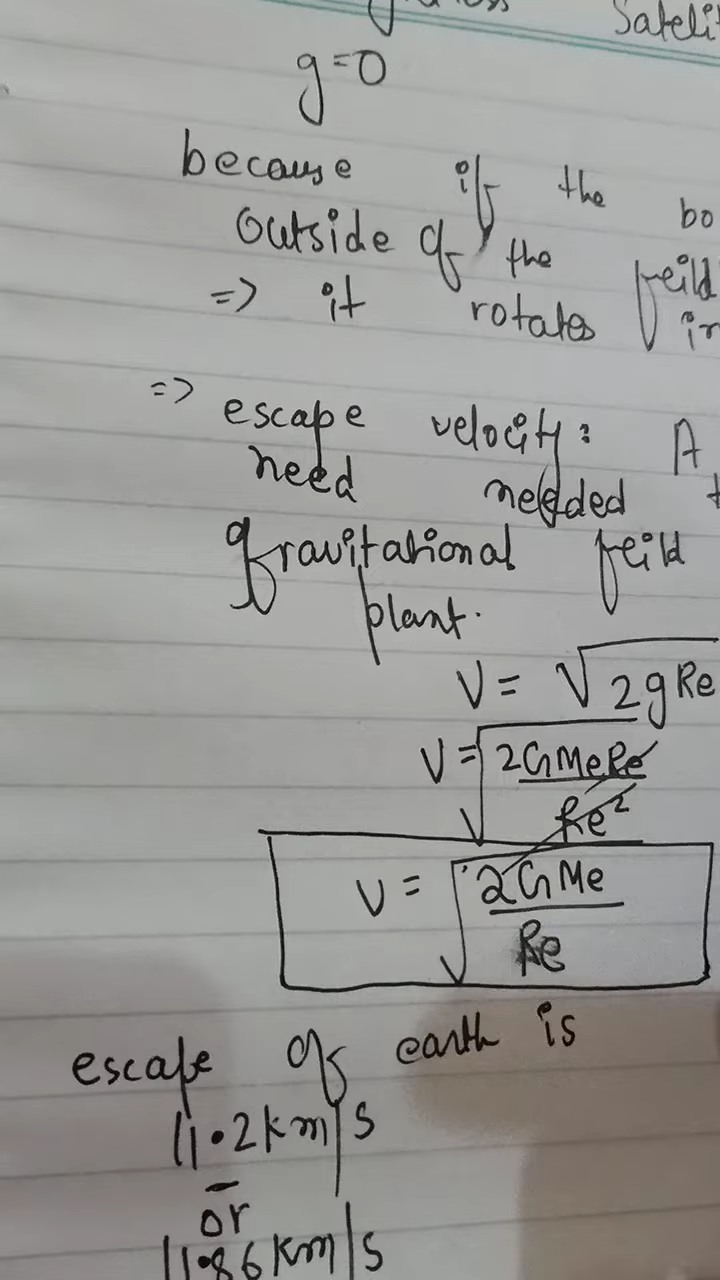 g=0
because if the bo
outside of the feild
=> it rotates in
=> escape velocity: A
need needed t
gravitational feild
plant.
V = √2gRe
V = √2GMeRe/Re²
V = √2GMe/Re
escape of earth is
11.2km/s
or
11.86km/s